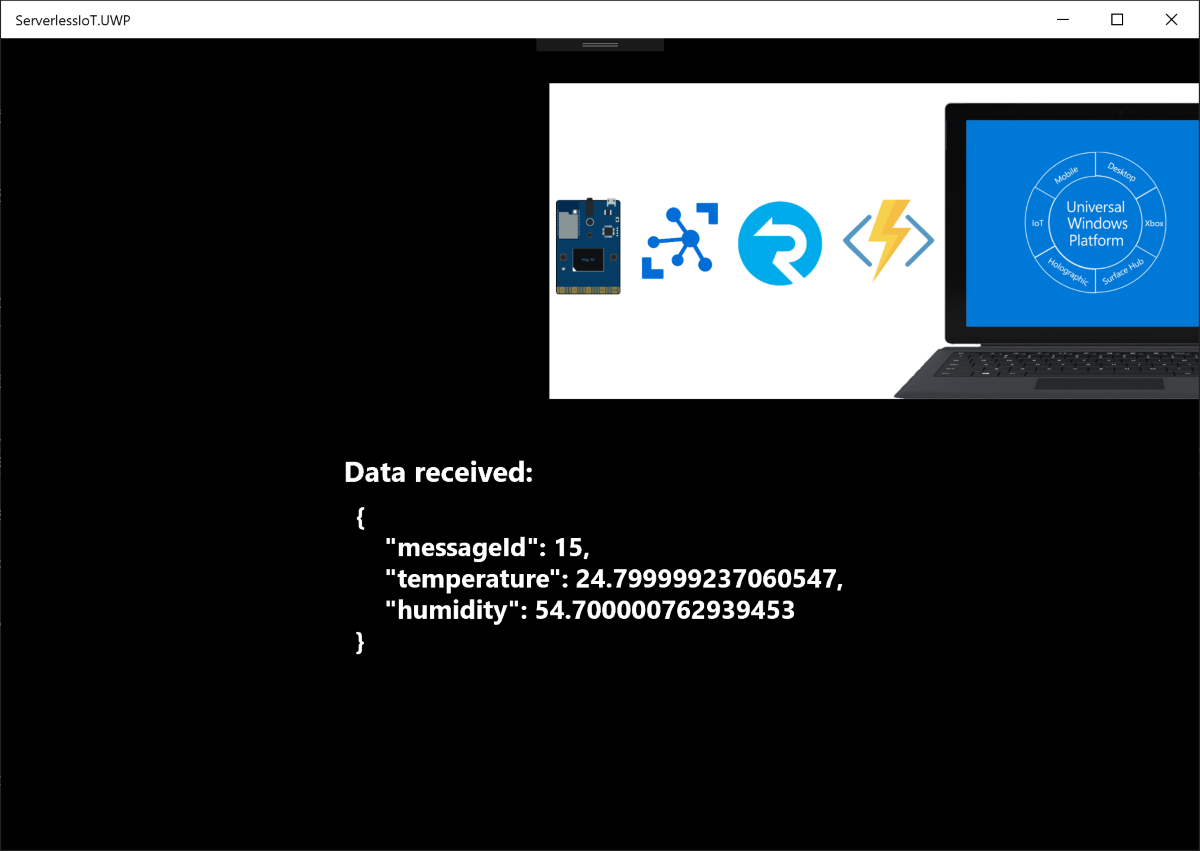 ServerlessIoT.UWP
Mobile
Desktop
IoT
Universal
Windows
Platform
Xbox
Holographic
Surface Hub
Data received:
{
"messageId": 15,
"temperature": 24.799999237060547,
"humidity": 54.700000762939453
}